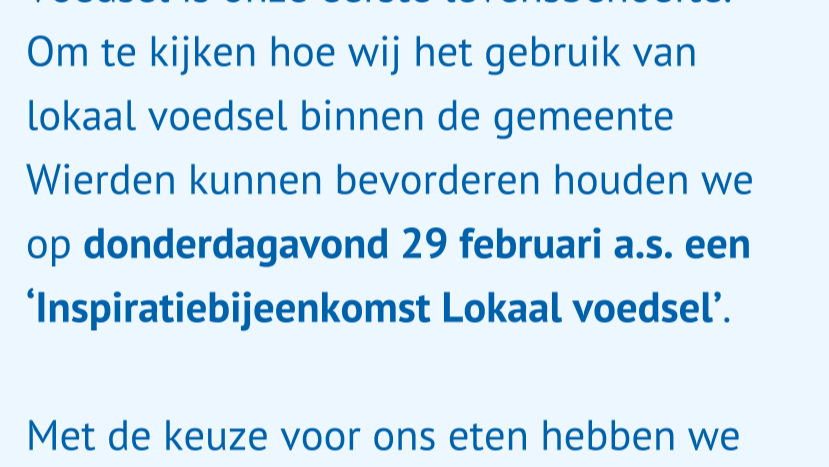 Om te kijken hoe wij het gebruik van
lokaal voedsel binnen de gemeente
Wierden kunnen bevorderen houden we
op donderdagavond 29 februari a.s. een
‘Inspiratiebijeenkomst Lokaal voedsel’.
Met de keuze voor ons eten hebben we